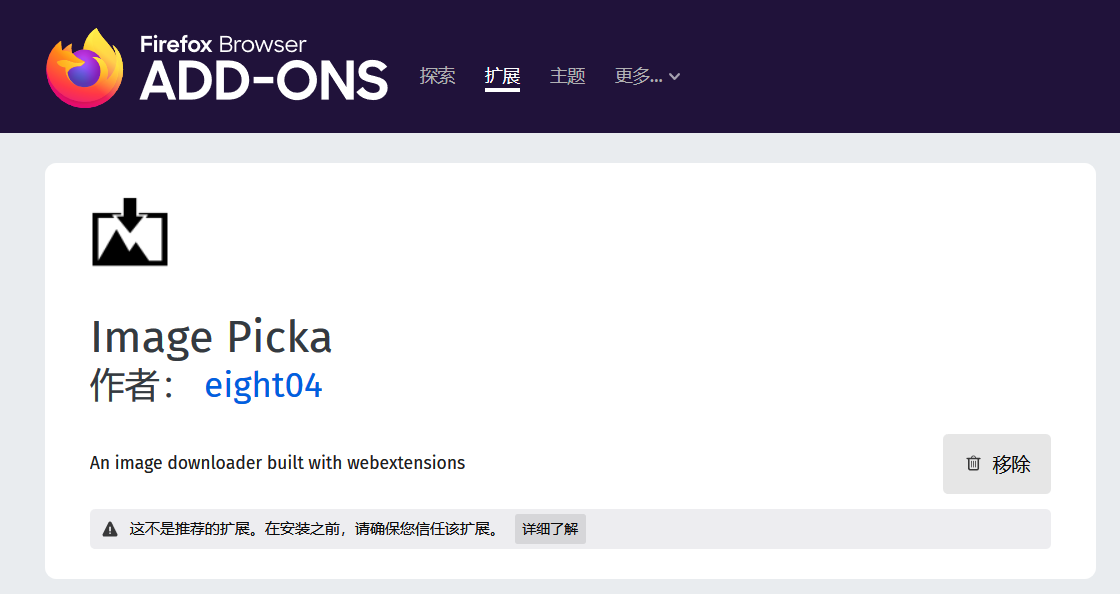 Firefox Browser
ADD-ONS
探索 扩展 主题 更多...
Image Picka
作者： eight04
An image downloader built with webextensions
移除
这不是推荐的扩展。在安装之前，请确保您信任该扩展。 详细了解